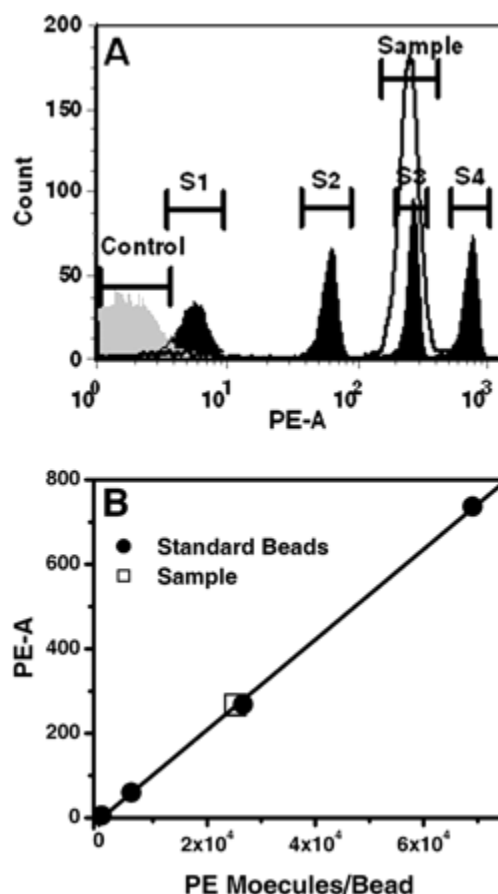 A
200
150
100
50
0
Count
Sample
S1
S2
S3
S4
Control
10^0
10^1
10^2
10^3
PE-A
B
800
600
400
200
0
PE-A
Standard Beads
Sample
0
2x10^4
4x10^4
6x10^4
PE Moecules/Bead